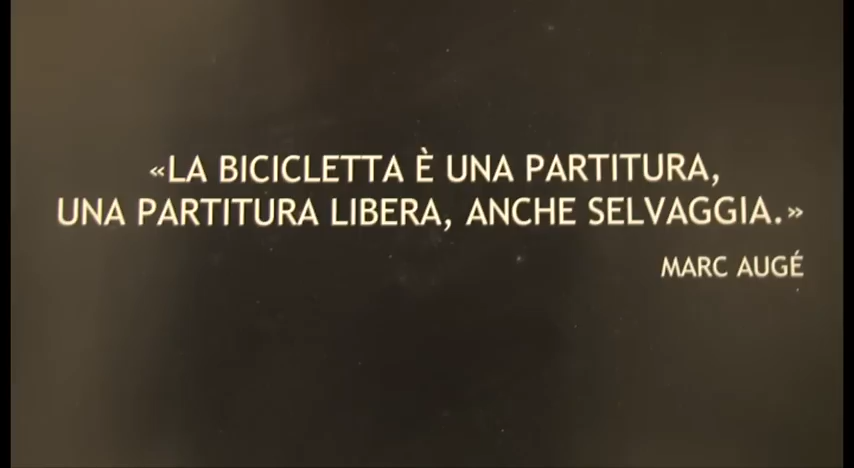 «LA BICICLETTA È UNA PARTITURA,
UNA PARTITURA LIBERA, ANCHE SELVAGGIA.»
MARC AUGÉ